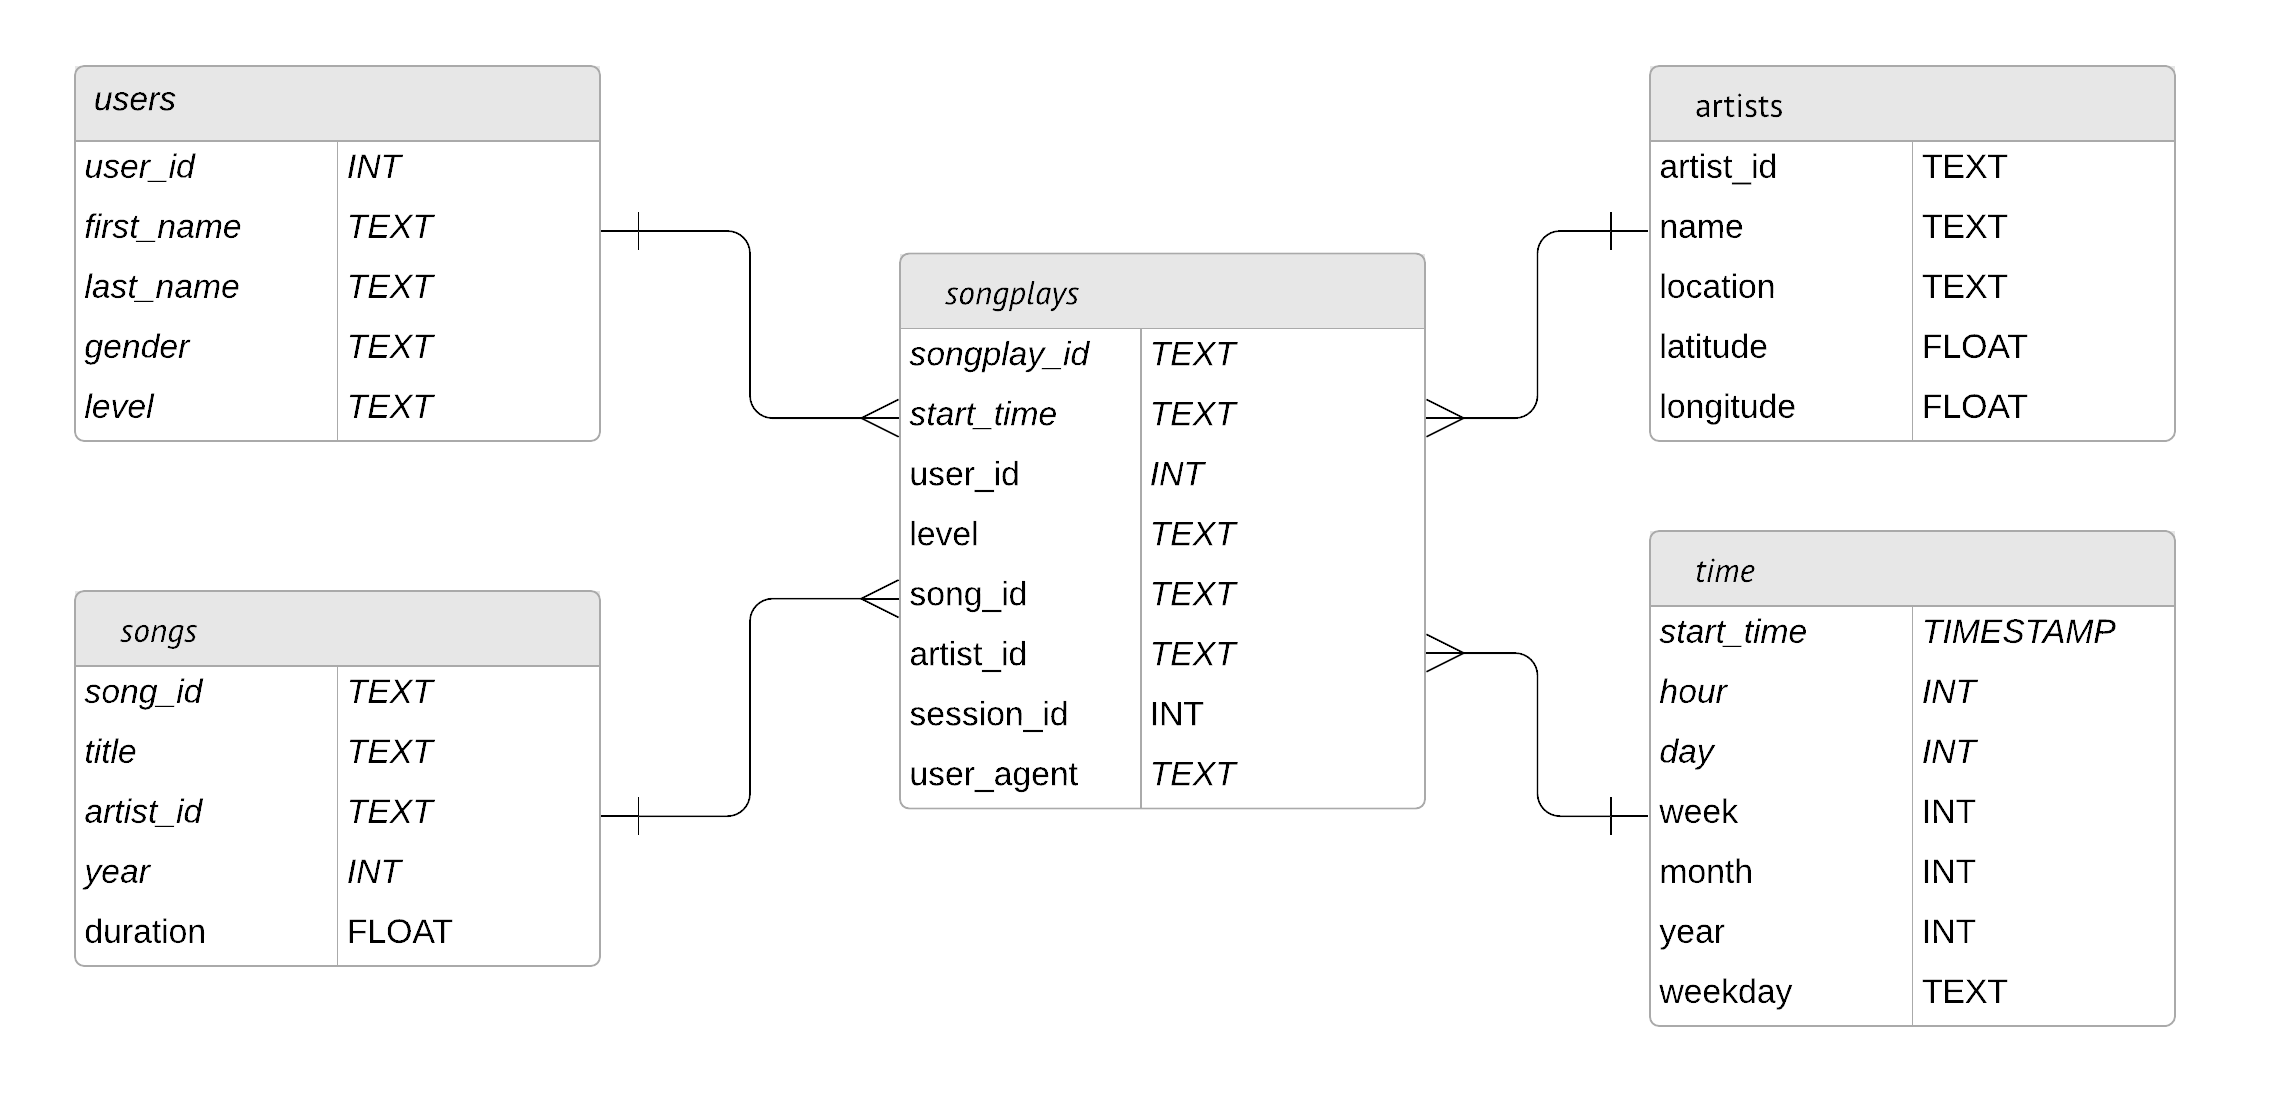 users
user_id INT
first_name TEXT
last_name TEXT
gender TEXT
level TEXT
songs
song_id TEXT
title TEXT
artist_id TEXT
year INT
duration FLOAT
songplays
songplay_id TEXT
start_time TEXT
user_id INT
level TEXT
song_id TEXT
artist_id TEXT
session_id INT
user_agent TEXT
artists
artist_id TEXT
name TEXT
location TEXT
latitude FLOAT
longitude FLOAT
time
start_time TIMESTAMP
hour INT
day INT
week INT
month INT
year INT
weekday TEXT